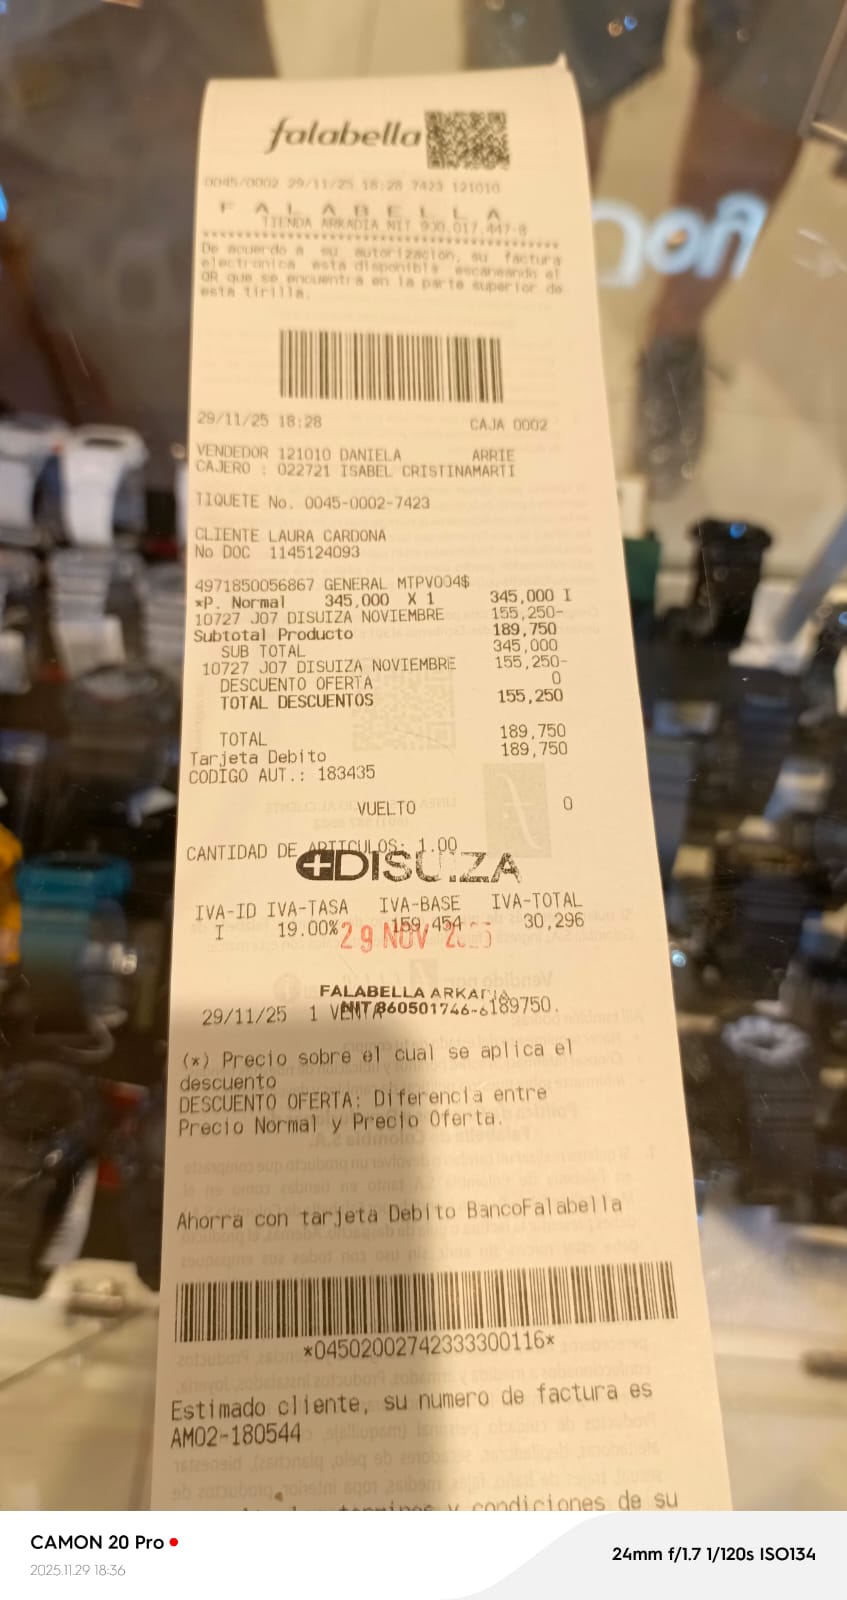 falabella
0045/0002 29/11/25 18:28 7423 121010
F A L A B E L L A
TIENDA ARKADIA NIT 900,017,447-8
De acuerdo a su autorizacion, su factura
electronica esta disponible escaneando el
QR que se encuentra en la parte superior de
esta tirilla.
29/11/25 18:28 CAJA 0002
VENDEDOR 121010 DANIELA ARRIE
CAJERO : 022721 ISABEL CRISTINAMARTI
TIQUETE No. 0045-0002-7423
CLIENTE LAURA CARDONA
No DOC 1145124093
4971850056867 GENERAL MTPV004$
*P. Normal 345,000 X 1 345,000 I
10727 J07 DISUIZA NOVIEMBRE 155,250-
Subtotal Producto 189,750
SUB TOTAL 345,000
10727 J07 DISUIZA NOVIEMBRE 155,250-
DESCUENTO OFERTA 0
TOTAL DESCUENTOS 155,250
TOTAL 189,750
Tarjeta Debito 189,750
CODIGO AUT.: 183435
VUELTO 0
CANTIDAD DE ARTICULOS: 1.00
DISUIZA
IVA-ID IVA-TASA IVA-BASE IVA-TOTAL
I 19.00% 159,454 30,296
29 NOV
FALABELLA ARKADIA
NIT 860501746-6
29/11/25 1 VENTA 189750.
(*) Precio sobre el cual se aplica el
descuento
DESCUENTO OFERTA: Diferencia entre
Precio Normal y Precio Oferta.
Ahorra con tarjeta Debito BancoFalabella
*04502002742333300116*
Estimado cliente, su numero de factura es
AM02-180544
y condiciones de su
CAMON 20 Pro
2025.11.29 18:36
24mm f/1.7 1/120s ISO134